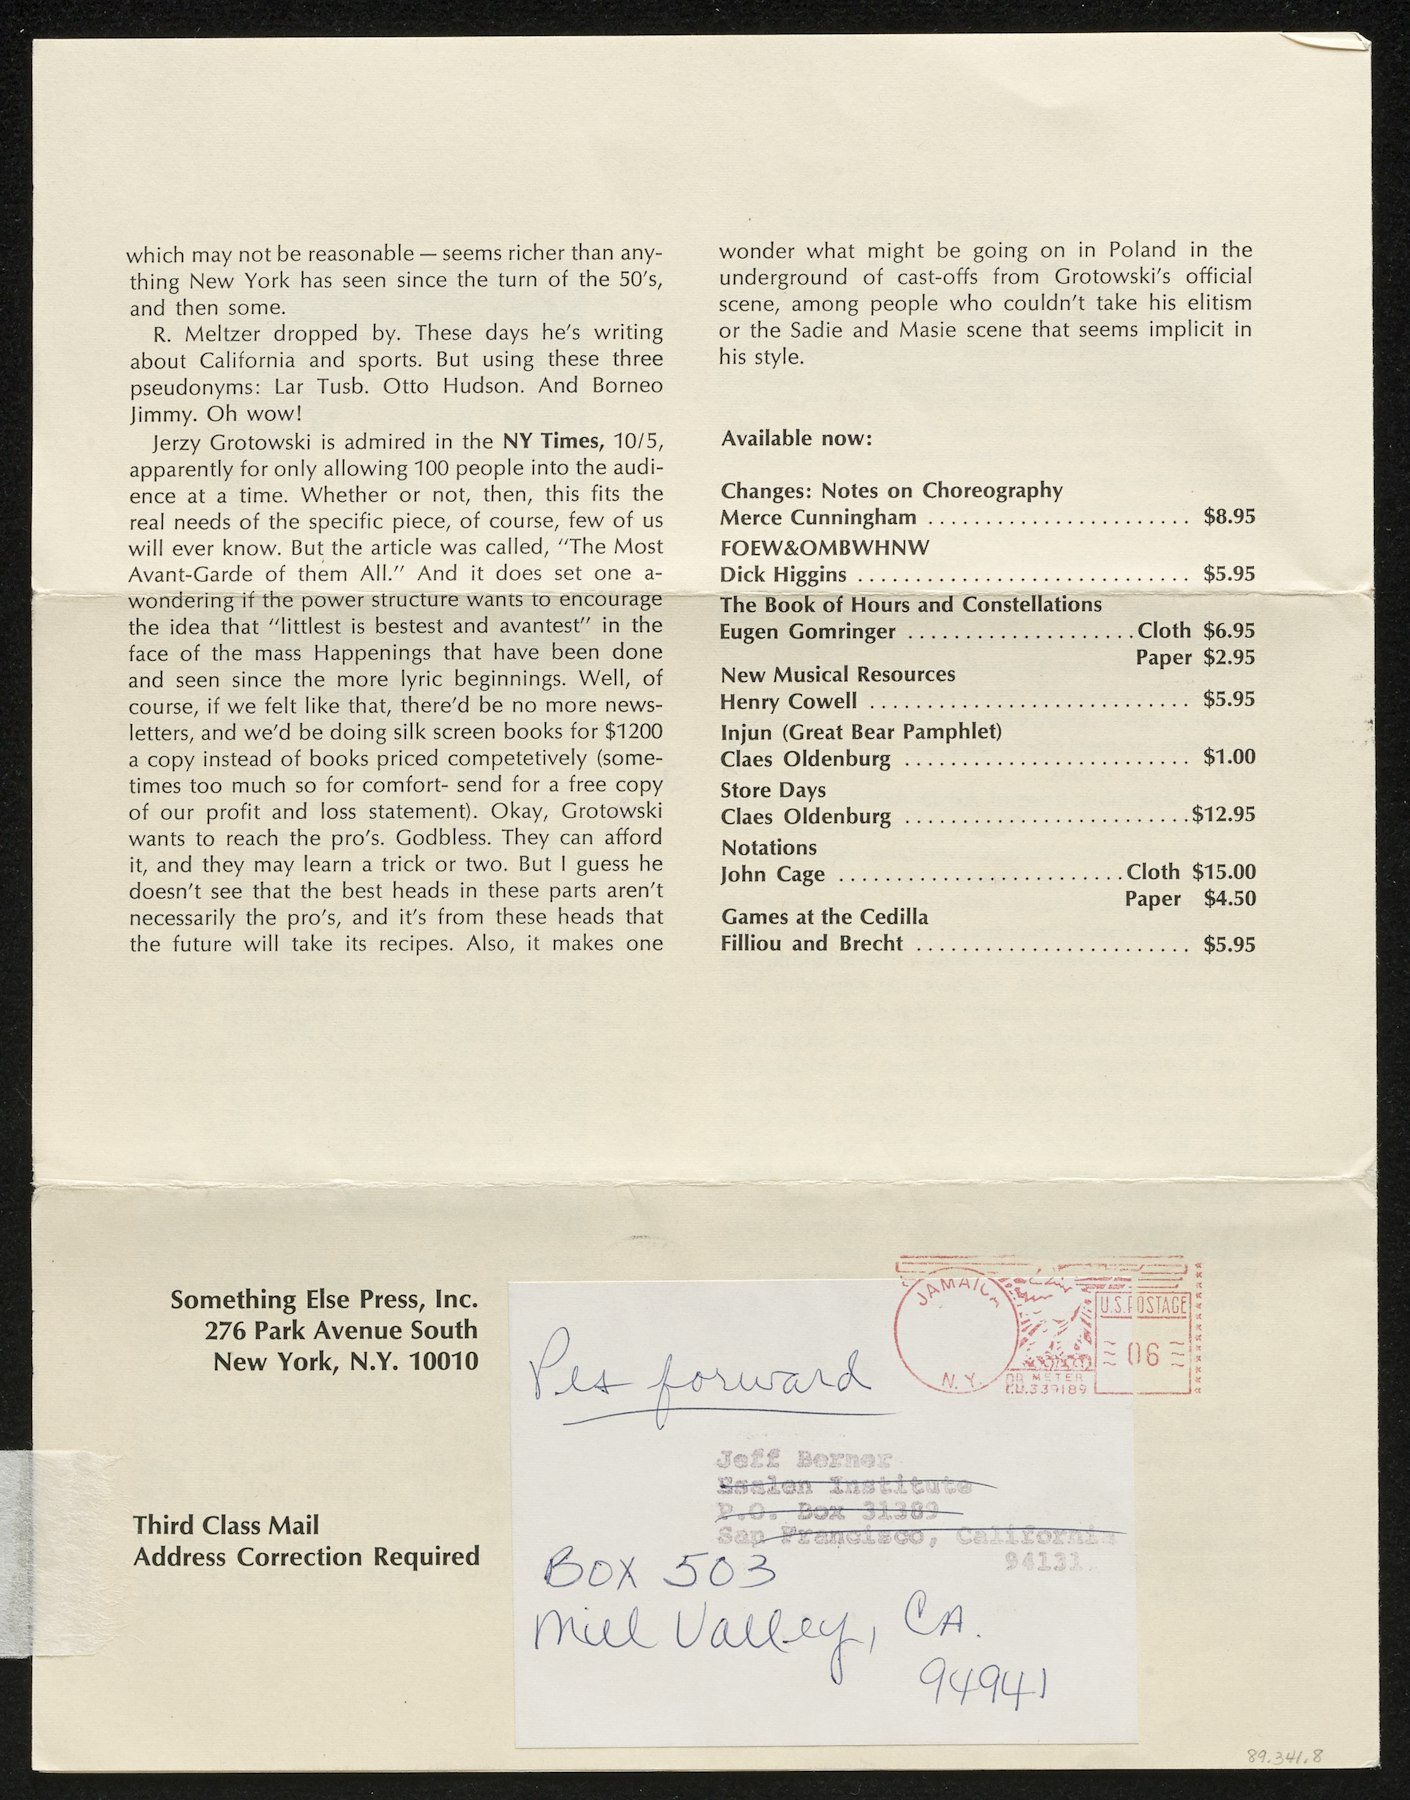 which may not be reasonable — seems richer than any-
thing New York has seen since the turn of the 50's,
and then some.
R. Meltzer dropped by. These days he's writing
about California and sports. But using these three
pseudonyms: Lar Tusb. Otto Hudson. And Borneo
Jimmy. Oh wow!
Jerzy Grotowski is admired in the NY Times, 10/5,
apparently for only allowing 100 people into the audi-
ence at a time. Whether or not, then, this fits the
real needs of the specific piece, of course, few of us
will ever know. But the article was called, "The Most
Avant-Garde of them All." And it does set one a-
wondering if the power structure wants to encourage
the idea that "littlest is bestest and avantest" in the
face of the mass Happenings that have been done
and seen since the more lyric beginnings. Well, of
course, if we felt like that, there'd be no more news-
letters, and we'd be doing silk screen books for $1200
a copy instead of books priced competetively (some-
times too much so for comfort- send for a free copy
of our profit and loss statement). Okay, Grotowski
wants to reach the pro's. Godbless. They can afford
it, and they may learn a trick or two. But I guess he
doesn't see that the best heads in these parts aren't
necessarily the pro's, and it's from these heads that
the future will take its recipes. Also, it makes one
wonder what might be going on in Poland in the
underground of cast-offs from Grotowski's official
scene, among people who couldn't take his elitism
or the Sadie and Masie scene that seems implicit in
his style.
Available now:
Changes: Notes on Choreography
Merce Cunningham ....................... $8.95
FOEW&OMBWHNW
Dick Higgins ............................. $5.95
The Book of Hours and Constellations
Eugen Gomringer ....................Cloth $6.95
Paper $2.95
New Musical Resources
Henry Cowell ............................ $5.95
Injun (Great Bear Pamphlet)
Claes Oldenburg ......................... $1.00
Store Days
Claes Oldenburg .........................$12.95
Notations
John Cage .........................Cloth $15.00
Paper $4.50
Games at the Cedilla
Filliou and Brecht ........................ $5.95
Something Else Press, Inc.
276 Park Avenue South
New York, N.Y. 10010
Third Class Mail
Address Correction Required
JAMAICA
N.Y.
U.S. POSTAGE
06
PB METER
339189
Pls forward
Jeff Berner
Esalen Institute
P.O. Box 31389
San Francisco, California
94131.
Box 503
Mill Valley, CA.
94941
89.341.8